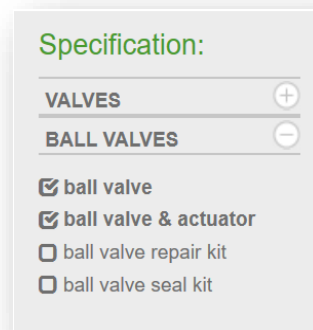 Specification:
VALVES
BALL VALVES
ball valve
ball valve & actuator
ball valve repair kit
ball valve seal kit